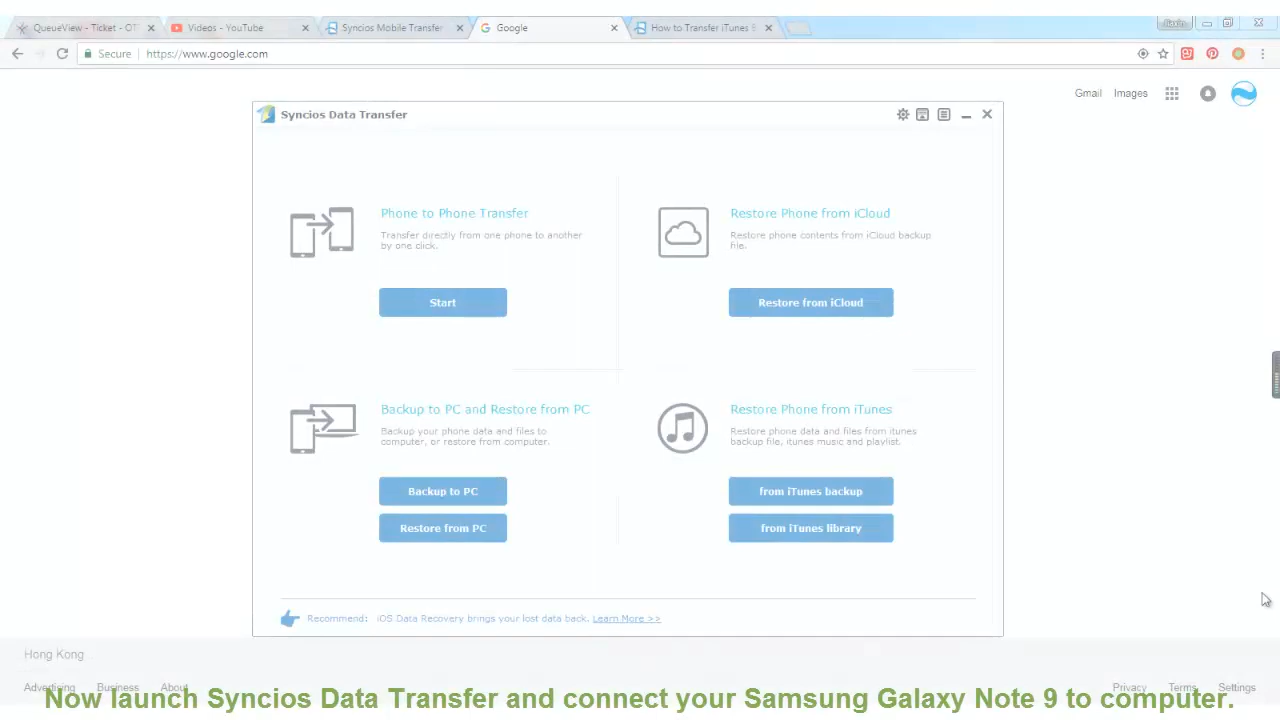 QueueView - Ticket - OT
Videos - YouTube
Syncios Mobile Transfer
Google
How to Transfer iTunes S
Secure
https://www.google.com
Gmail
Images
Syncios Data Transfer
Phone to Phone Transfer
Transfer directly from one phone to another
by one click.
Start
Restore Phone from iCloud
Restore phone contents from iCloud backup
file.
Restore from iCloud
Backup to PC and Restore from PC
Backup your phone data and files to
computer, or restore from computer.
Backup to PC
Restore from PC
Restore Phone from iTunes
Restore phone data and files from itunes
backup file, itunes music and playlist.
from iTunes backup
from iTunes library
Recommend: iOS Data Recovery brings your lost data back. Learn More >>
Hong Kong
Advertising
Business
About
Privacy
Terms
Settings
Now launch Syncios Data Transfer and connect your Samsung Galaxy Note 9 to computer.